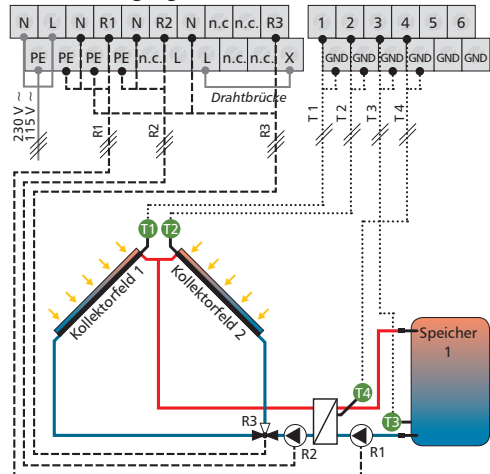 N L N R1 N R2 N n.c n.c. R3
PE PE PE PE n.c. L L n.c. n.c. X
1 2 3 4 5 6
GND GND GND GND GND GND
Drahtbrücke
230 V ~
115 V ~
R1
R2
R3
T1
T2
T3
T4
T1 T2
Kollektorfeld 1
Kollektorfeld 2
Speicher
1
T4
T3
R3
R2
R1